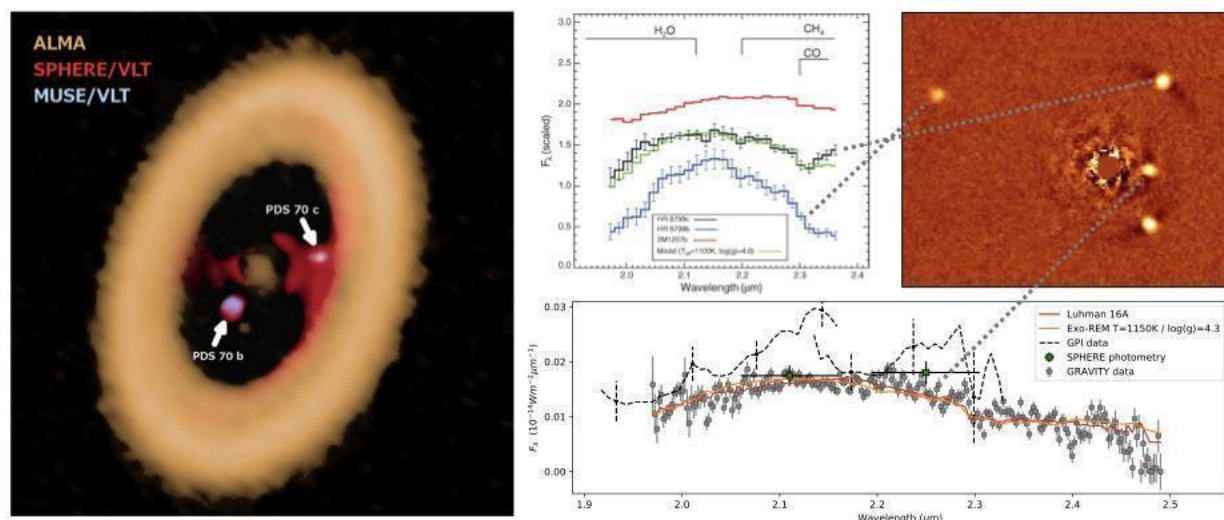 ALMA
SPHERE/VLT
MUSE/VLT
PDS 70 c
PDS 70 b
3.0
2.5
2.0
1.5
1.0
0.5
0.0
Fλ (scaled)
H₂O
CH₄
CO
HR 8799c
HR 8799b
2M1207b
Model (Teff=1100K, log(g)=4.0)
2.0 2.1 2.2 2.3 2.4
Wavelength (μm)
0.03
0.02
0.01
0.00
Fλ (10⁻¹⁴Wm⁻²μm⁻¹)
Luhman 16A
Exo-REM T=1150K / log(g)=4.3
GPI data
SPHERE photometry
GRAVITY data
1.9 2.0 2.1 2.2 2.3 2.4 2.5
Wavelength (μm)